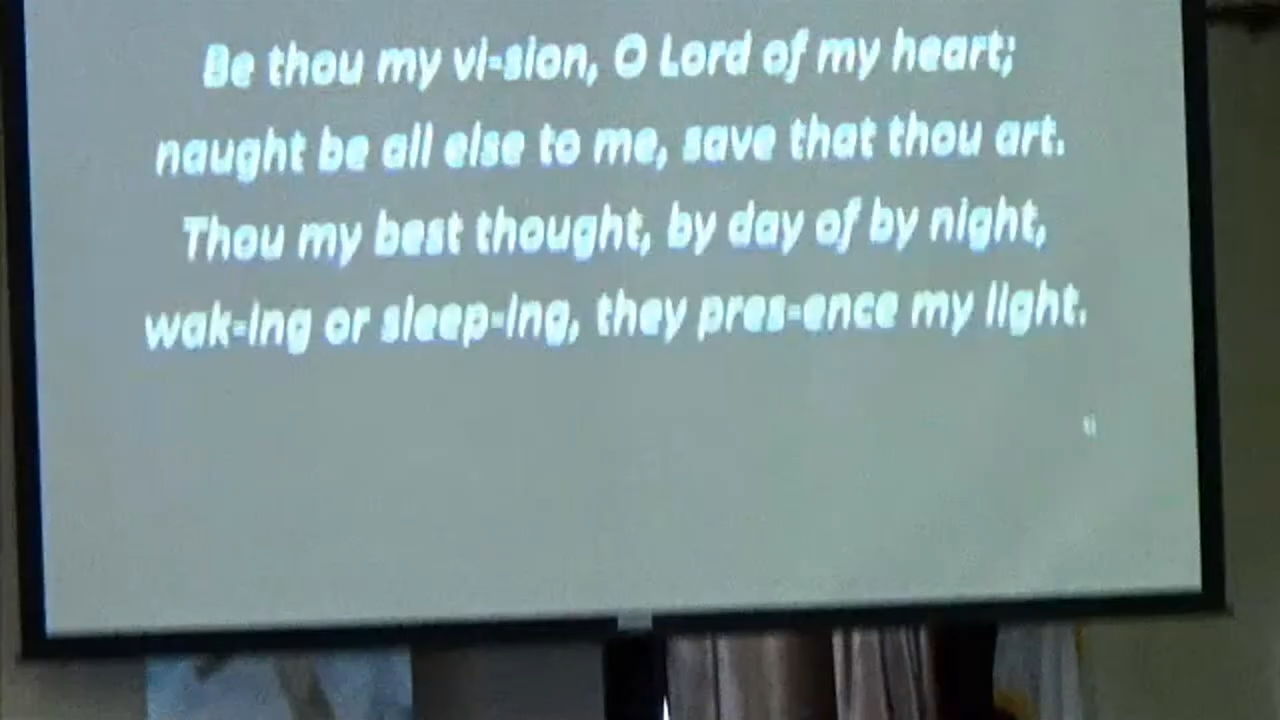 Be thou my vi-sion, O Lord of my heart;
naught be all else to me, save that thou art.
Thou my best thought, by day of by night,
wak-ing or sleep-ing, they pres-ence my light.